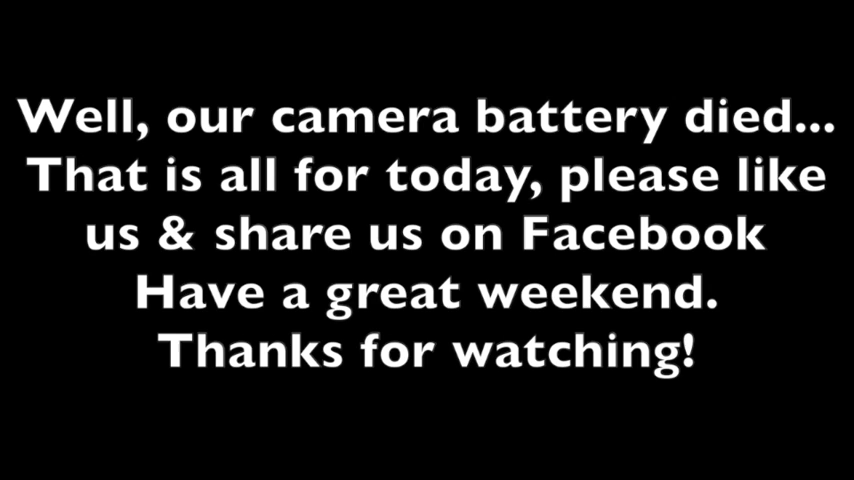 Well, our camera battery died...
That is all for today, please like
us & share us on Facebook
Have a great weekend.
Thanks for watching!